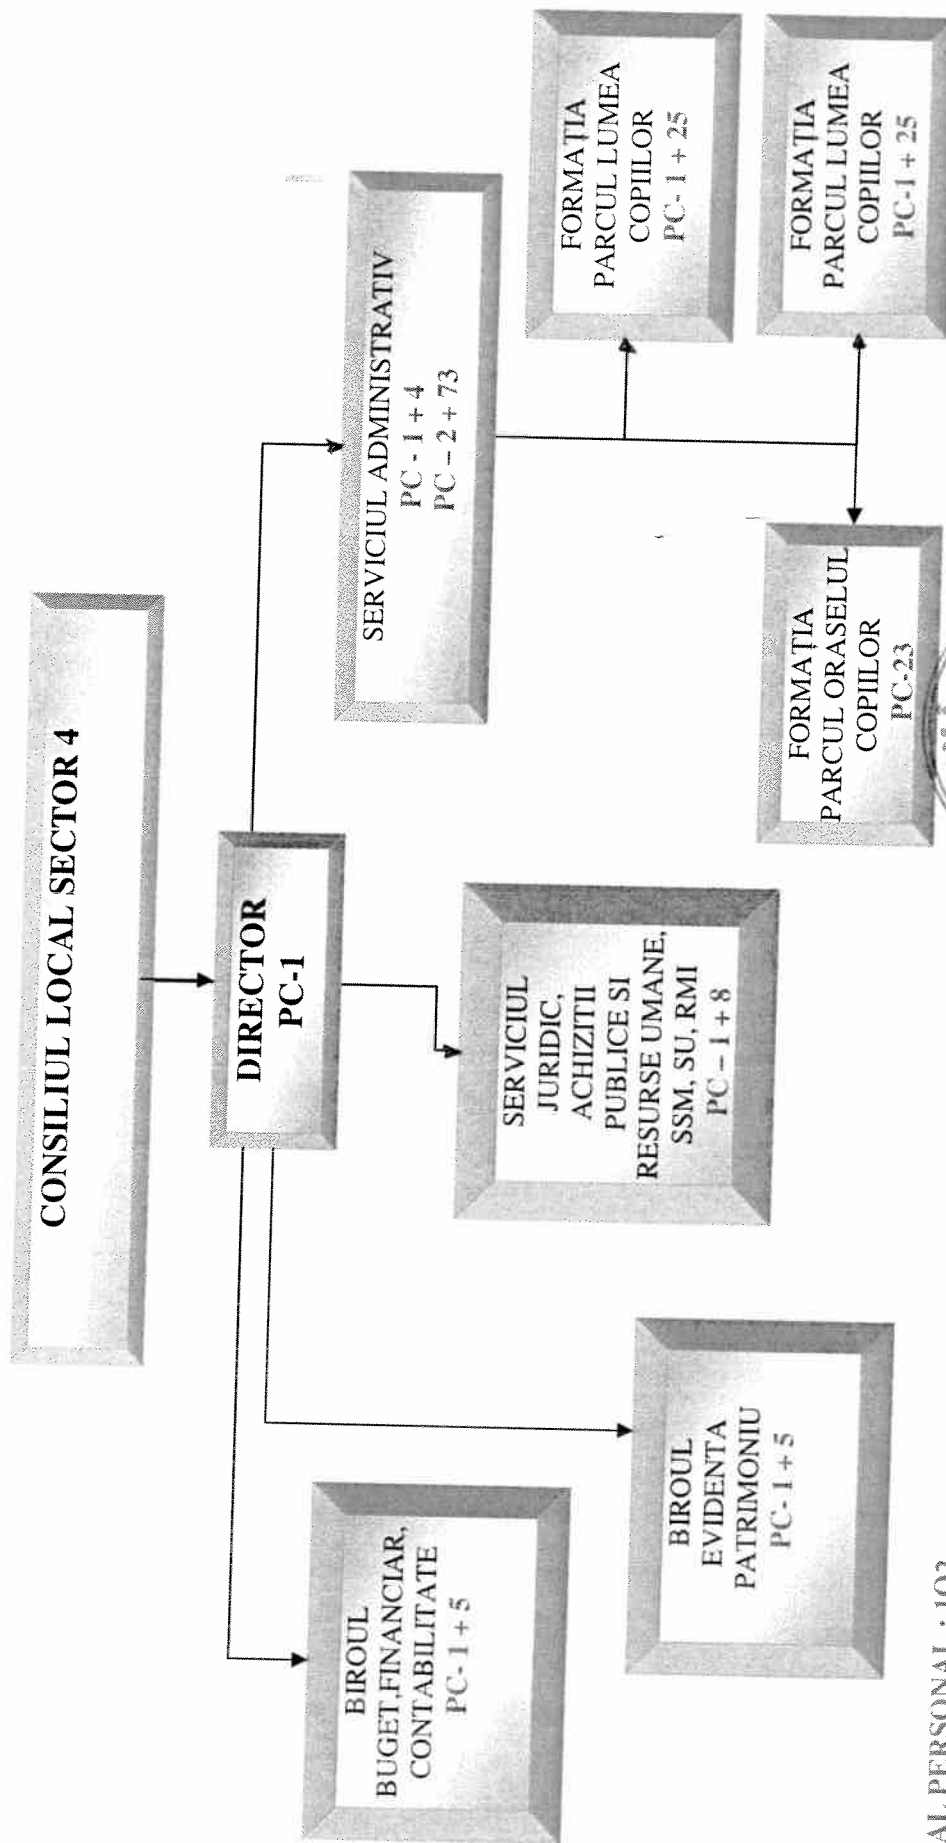 CONSILIUL LOCAL SECTOR 4
DIRECTOR
PC-1
BIROUL
BUGET,FINANCIAR,
CONTABILITATE
PC- 1 + 5
BIROUL
EVIDENTA
PATRIMONIU
PC- 1 + 5
SERVICIUL
JURIDIC,
ACHIZITII
PUBLICE SI
RESURSE UMANE,
SSM, SU, RMI
PC – 1 + 8
SERVICIUL ADMINISTRATIV
PC - 1 + 4
PC – 2 + 73
FORMAȚIA
PARCUL LUMEA
COPIILOR
PC- 1 + 25
FORMAȚIA
PARCUL ORASELUL
COPIILOR
PC-23
FORMAȚIA
PARCUL LUMEA
COPIILOR
PC-1 + 25
PERSONAL :